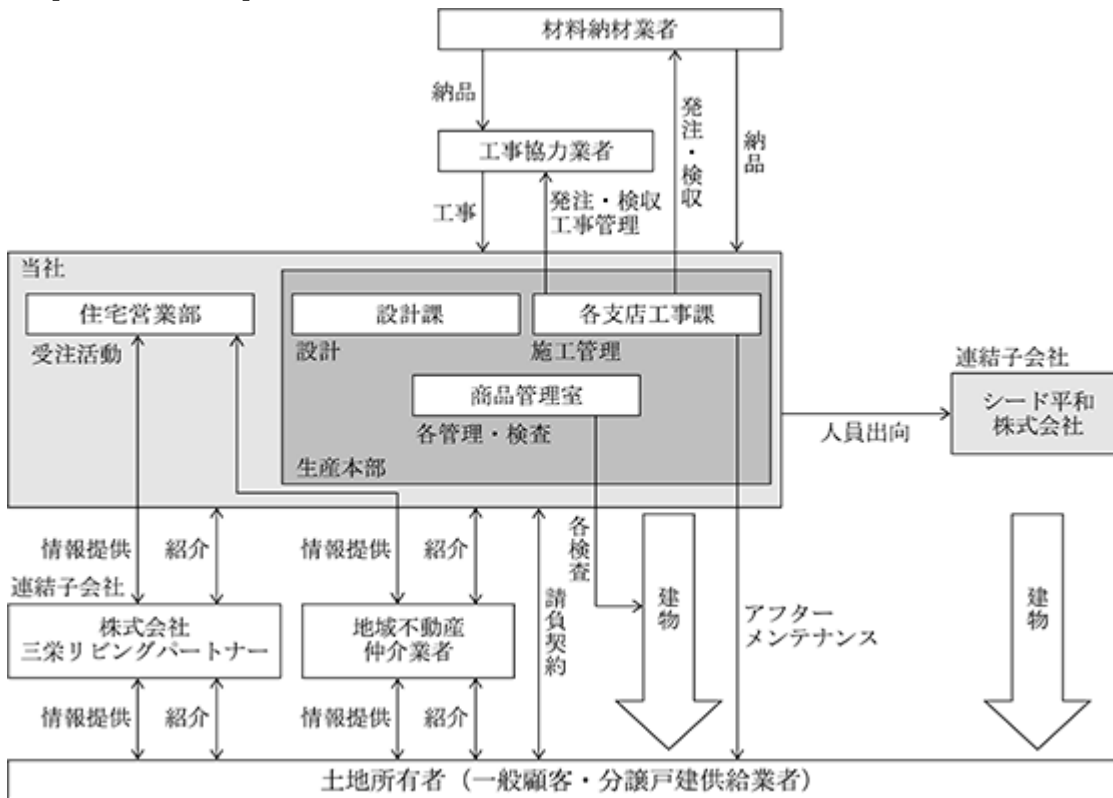 材料納材業者
納品
発注・検収
納品
工事協力業者
工事
発注・検収
工事管理
当社
住宅営業部
受注活動
設計課
設計
各支店工事課
施工管理
商品管理室
各管理・検査
生産本部
連結子会社
シード平和
株式会社
人員出向
情報提供
紹介
情報提供
紹介
請負契約
各検査
建物
アフター
メンテナンス
建物
連結子会社
株式会社
三栄リビングパートナー
地域不動産
仲介業者
情報提供
紹介
情報提供
紹介
土地所有者（一般顧客・分譲戸建供給業者）